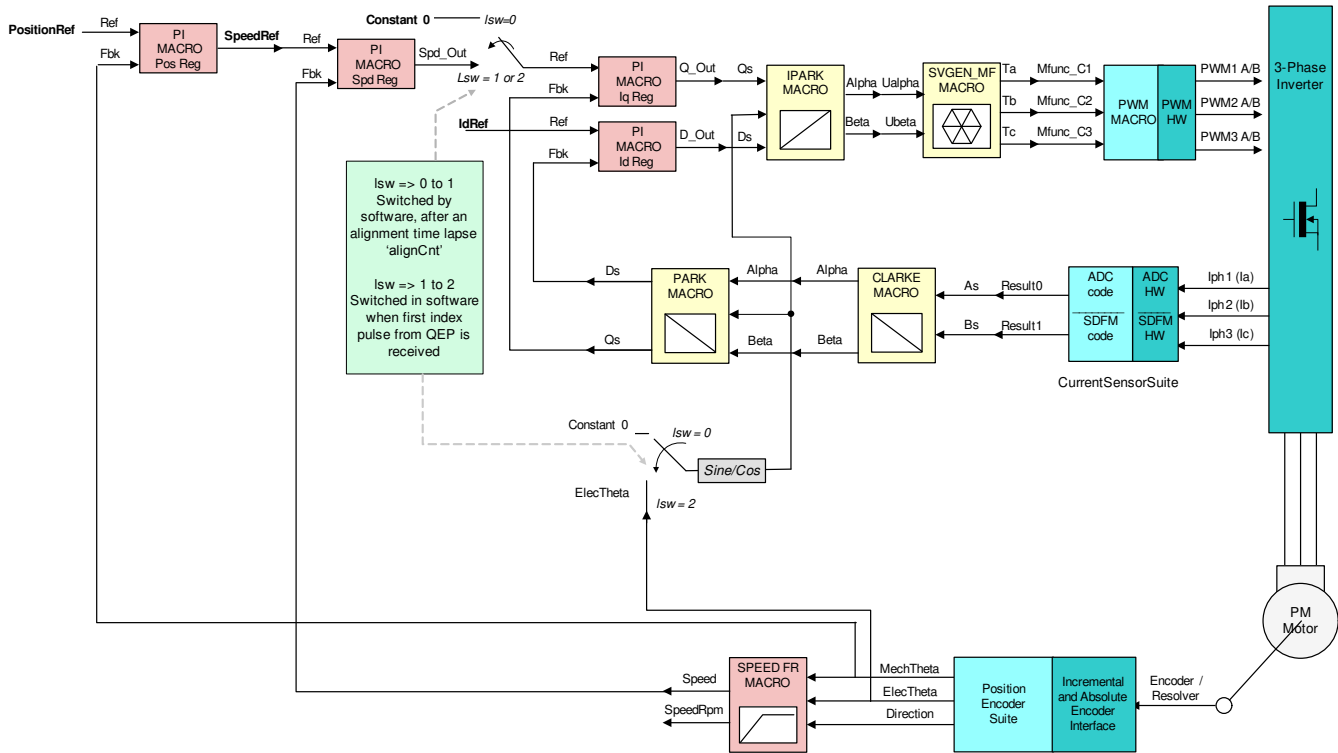 PositionRef
Ref
Fbk
PI
MACRO
Pos Reg
SpeedRef
Ref
Fbk
PI
MACRO
Spd Reg
Spd_Out
Constant 0
lsw=0
Lsw = 1 or 2
Ref
Fbk
PI
MACRO
Iq Reg
Q_Out
Qs
IdRef
Ref
Fbk
PI
MACRO
Id Reg
D_Out
Ds
IPARK
MACRO
Alpha
Ualpha
Beta
Ubeta
SVGEN_MF
MACRO
Ta
Mfunc_C1
Tb
Mfunc_C2
Tc
Mfunc_C3
PWM
MACRO
PWM
HW
PWM1 A/B
PWM2 A/B
PWM3 A/B
3-Phase
Inverter
lsw => 0 to 1
Switched by
software, after an
alignment time lapse
‘alignCnt’
lsw => 1 to 2
Switched in software
when first index
pulse from QEP is
received
Ds
Qs
PARK
MACRO
Alpha
Alpha
Beta
Beta
CLARKE
MACRO
As
Result0
Bs
Result1
ADC
code
SDFM
code
ADC
HW
SDFM
HW
Iph1 (Ia)
Iph2 (Ib)
Iph3 (Ic)
CurrentSensorSuite
Constant 0
lsw = 0
Sine/Cos
ElecTheta
lsw = 2
PM
Motor
Speed
SpeedRpm
SPEED FR
MACRO
MechTheta
ElecTheta
Direction
Position
Encoder
Suite
Incremental
and Absolute
Encoder
Interface
Encoder /
Resolver